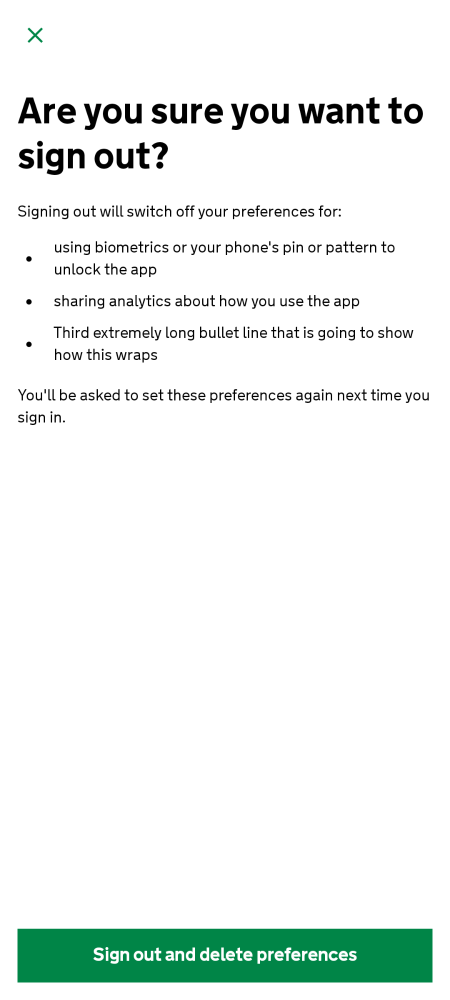 Are you sure you want to
sign out?
Signing out will switch off your preferences for:
• using biometrics or your phone's pin or pattern to
unlock the app
• sharing analytics about how you use the app
• Third extremely long bullet line that is going to show
how this wraps
You'll be asked to set these preferences again next time you
sign in.
Sign out and delete preferences